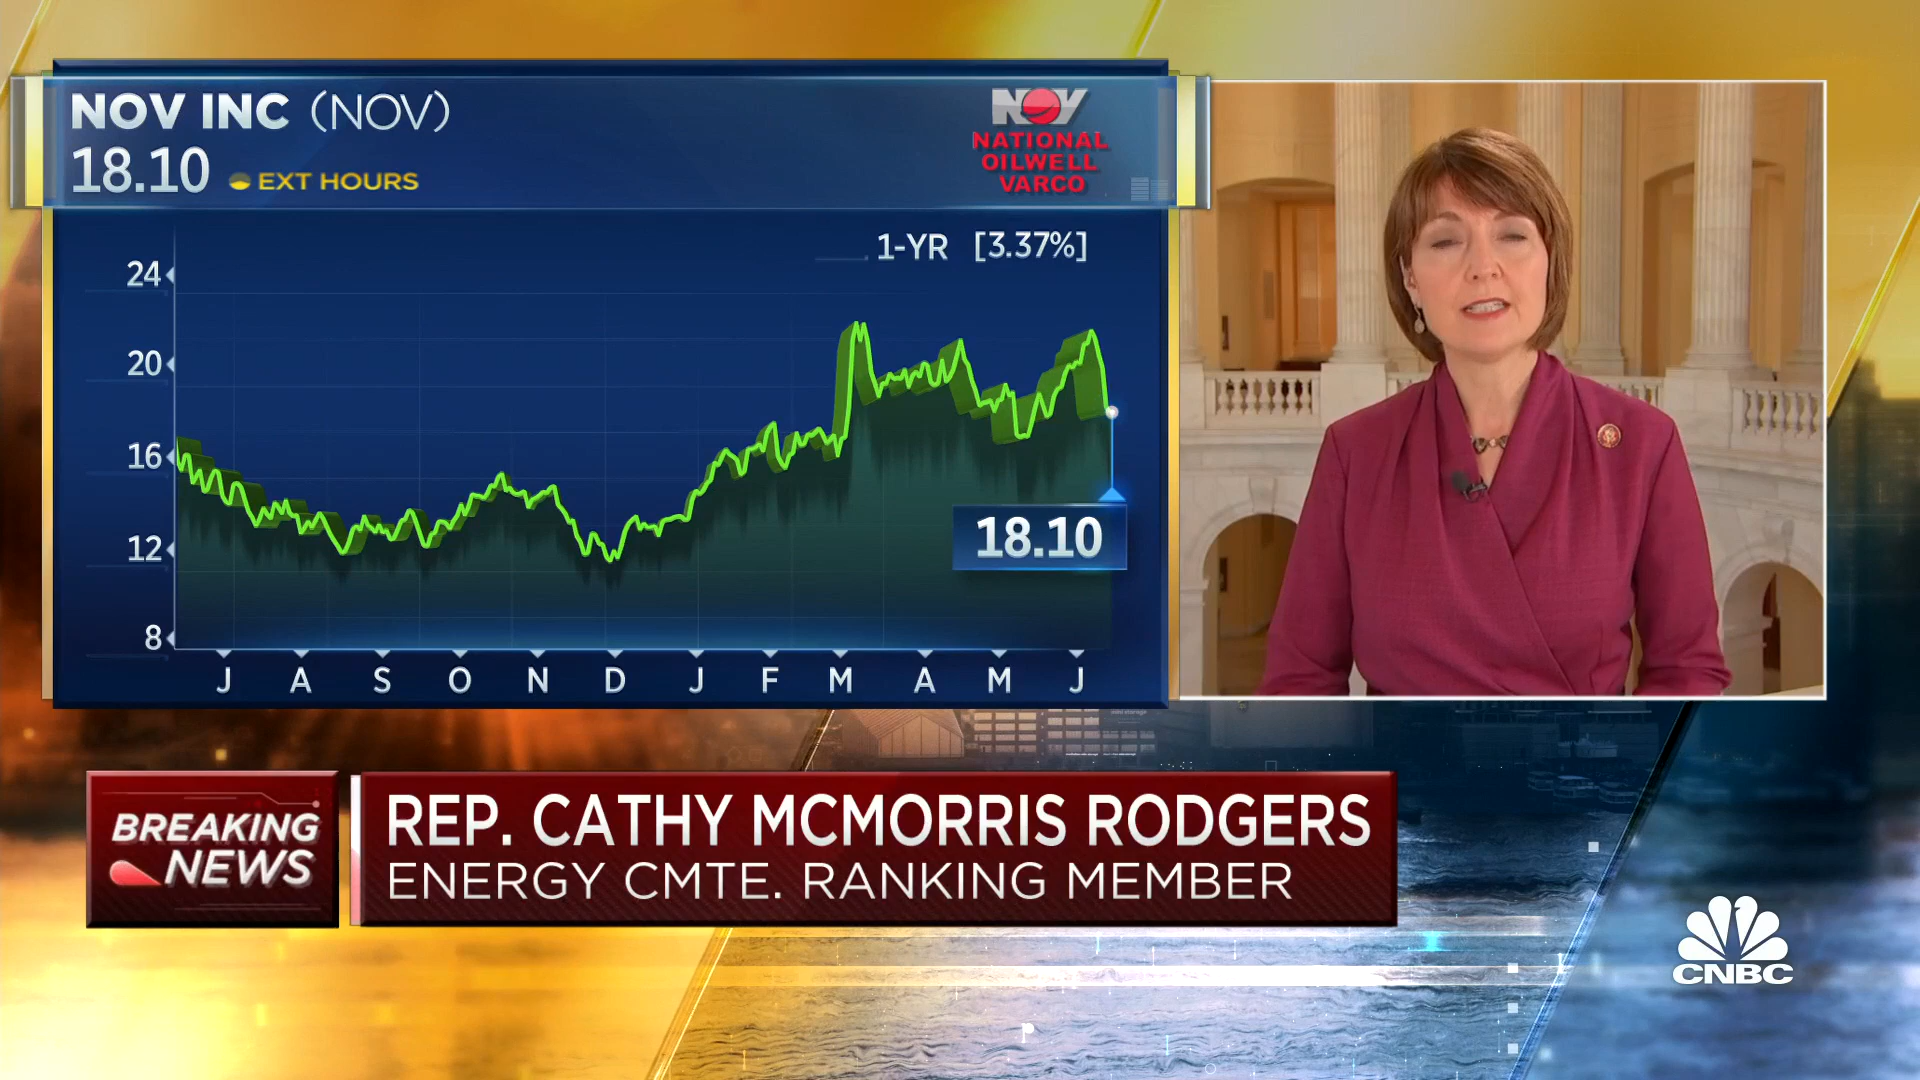 NOV INC (NOV)
18.10 EXT HOURS
NOV
NATIONAL
OILWELL
VARCO
1-YR [3.37%]
24
20
16
12
8
18.10
J A S O N D J F M A M J
BREAKING
NEWS
REP. CATHY MCMORRIS RODGERS
ENERGY CMTE. RANKING MEMBER
CNBC